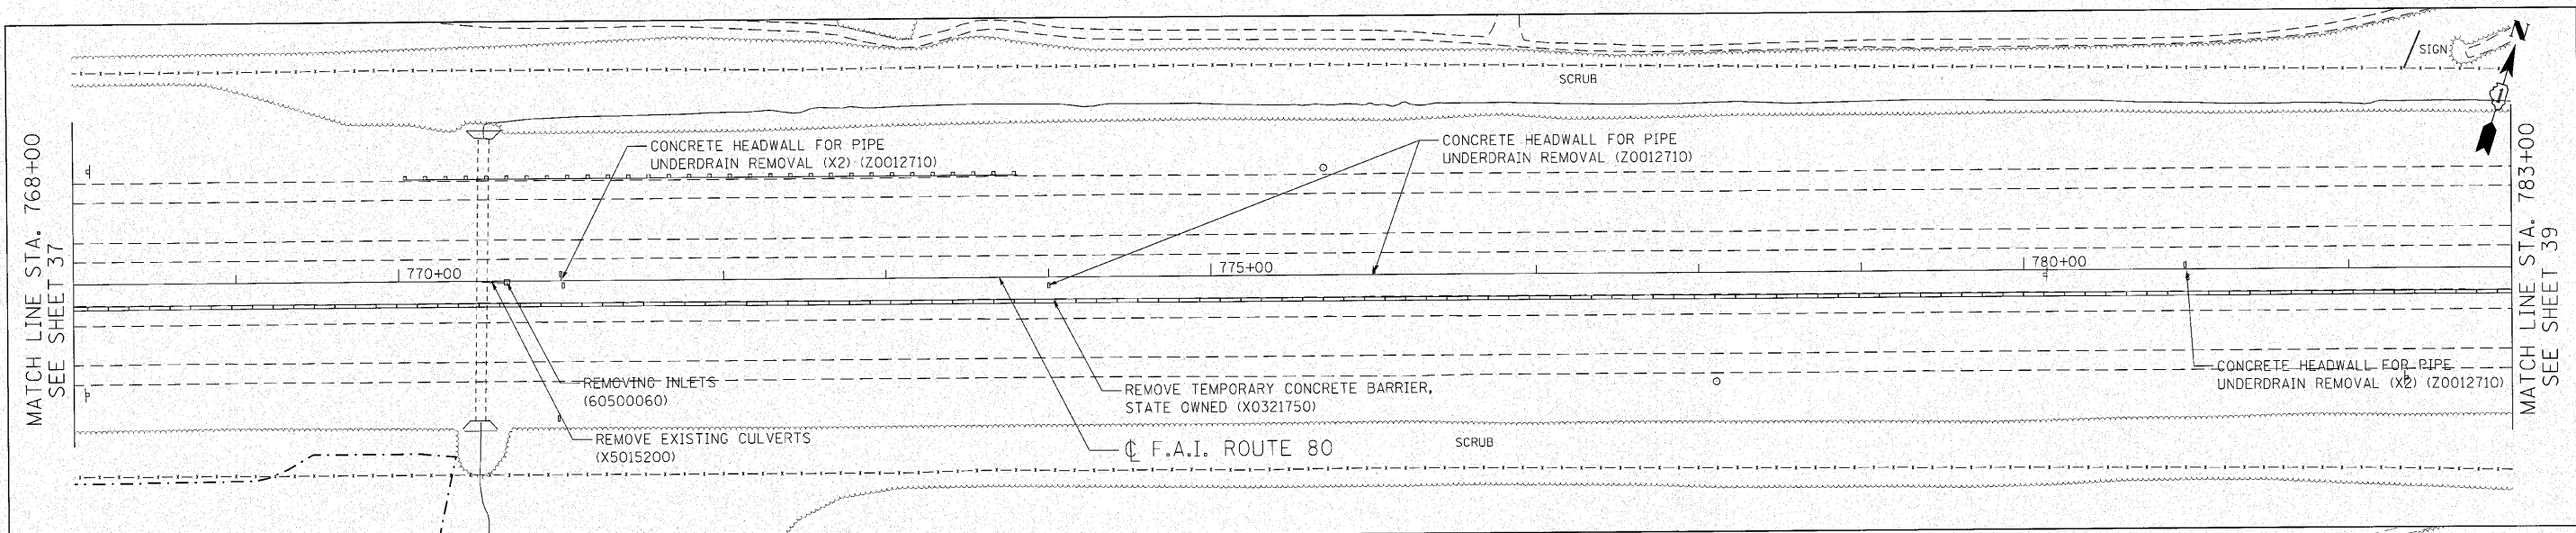 SIGN
N
SCRUB
MATCH LINE STA. 768+00
SEE SHEET 37
CONCRETE HEADWALL FOR PIPE
UNDERDRAIN REMOVAL (X2) (Z0012710)
CONCRETE HEADWALL FOR PIPE
UNDERDRAIN REMOVAL (Z0012710)
MATCH LINE STA. 783+00
SEE SHEET 39
770+00
775+00
780+00
REMOVING INLETS
(60500060)
REMOVE TEMPORARY CONCRETE BARRIER,
STATE OWNED (X0321750)
CONCRETE HEADWALL FOR PIPE
UNDERDRAIN REMOVAL (X2) (Z0012710)
REMOVE EXISTING CULVERTS
(X5015200)
℄ F.A.I. ROUTE 80
SCRUB